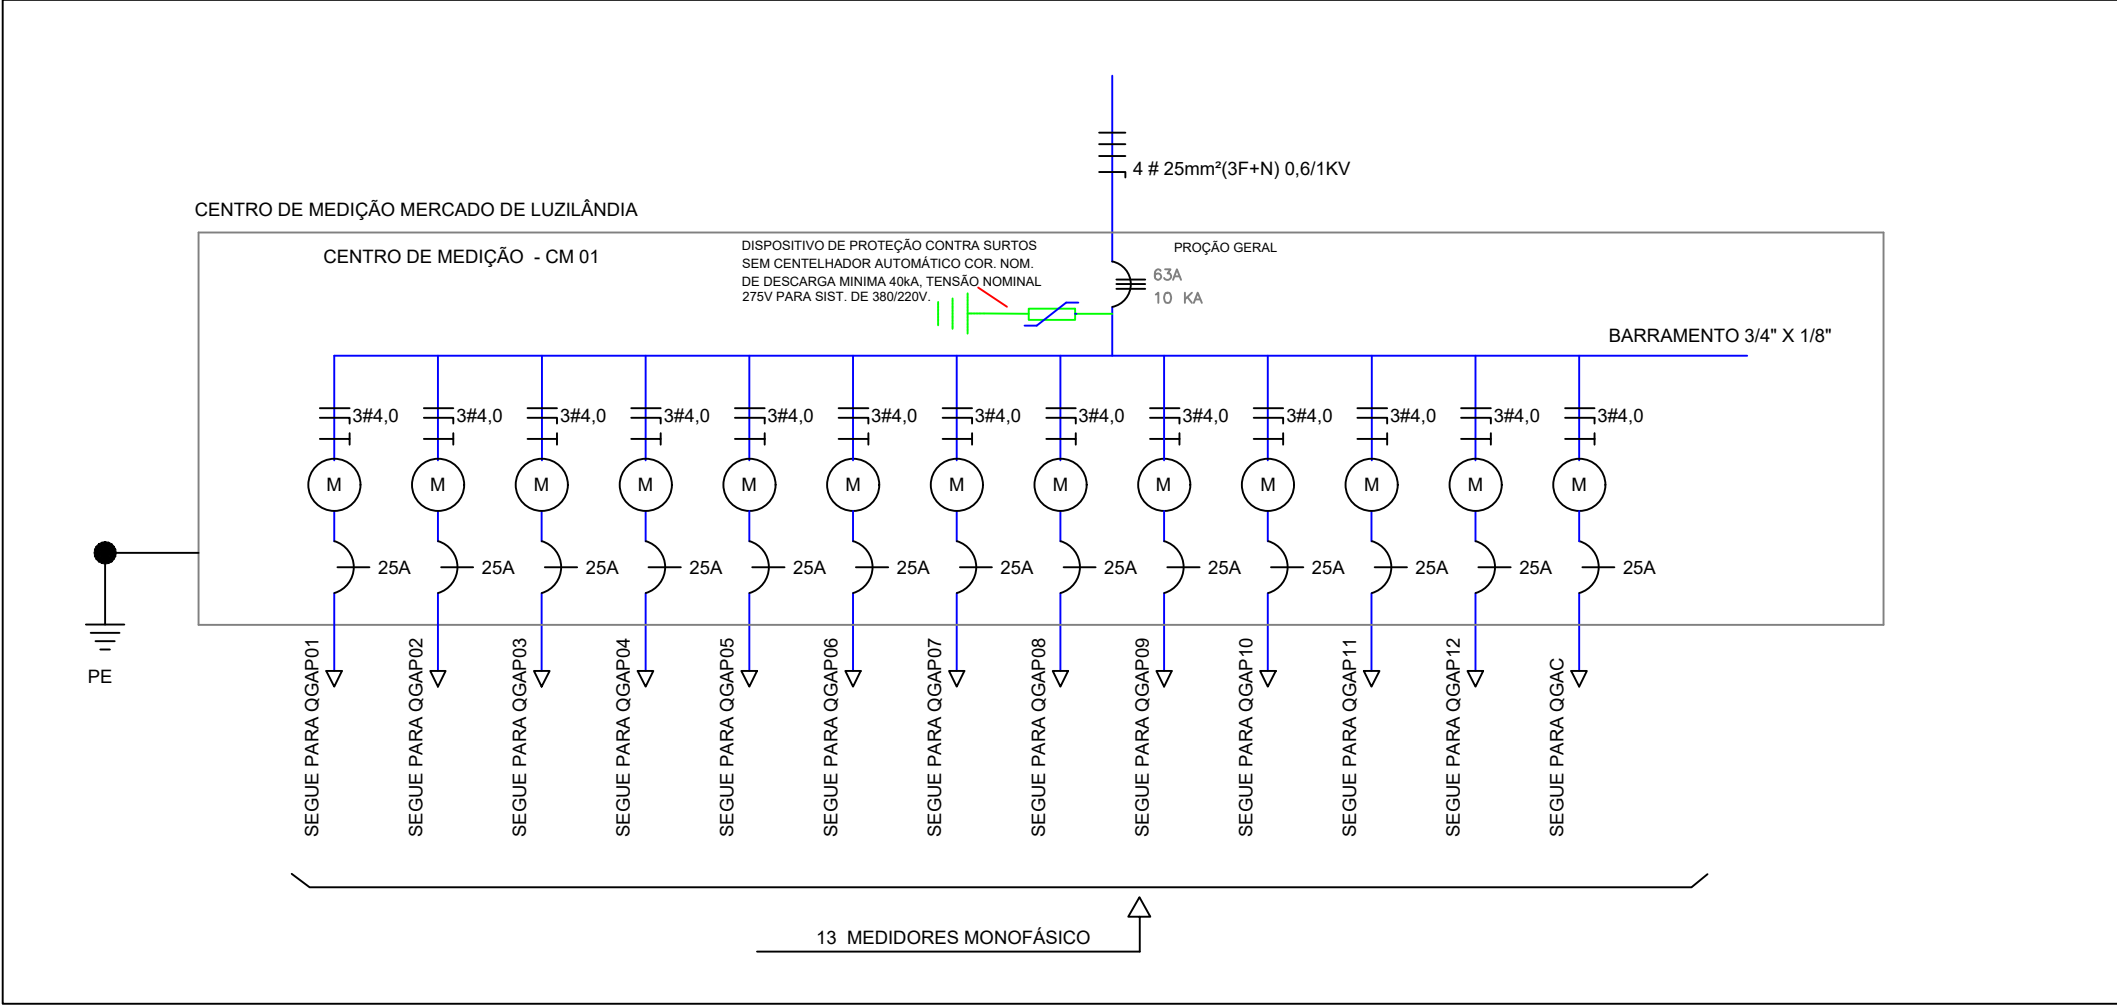 4 # 25mm²(3F+N) 0,6/1KV
CENTRO DE MEDIÇÃO MERCADO DE LUZILÂNDIA
CENTRO DE MEDIÇÃO - CM 01
DISPOSITIVO DE PROTEÇÃO CONTRA SURTOS
SEM CENTELHADOR AUTOMÁTICO COR. NOM.
DE DESCARGA MINIMA 40kA, TENSÃO NOMINAL
275V PARA SIST. DE 380/220V.
PROÇÃO GERAL
63A
10 KA
BARRAMENTO 3/4" X 1/8"
3#4,0 3#4,0 3#4,0 3#4,0 3#4,0 3#4,0 3#4,0 3#4,0 3#4,0 3#4,0 3#4,0 3#4,0 3#4,0
M M M M M M M M M M M M M
25A 25A 25A 25A 25A 25A 25A 25A 25A 25A 25A 25A 25A
PE
SEGUE PARA QGAP01
SEGUE PARA QGAP02
SEGUE PARA QGAP03
SEGUE PARA QGAP04
SEGUE PARA QGAP05
SEGUE PARA QGAP06
SEGUE PARA QGAP07
SEGUE PARA QGAP08
SEGUE PARA QGAP09
SEGUE PARA QGAP10
SEGUE PARA QGAP11
SEGUE PARA QGAP12
SEGUE PARA QGAC
13 MEDIDORES MONOFÁSICO